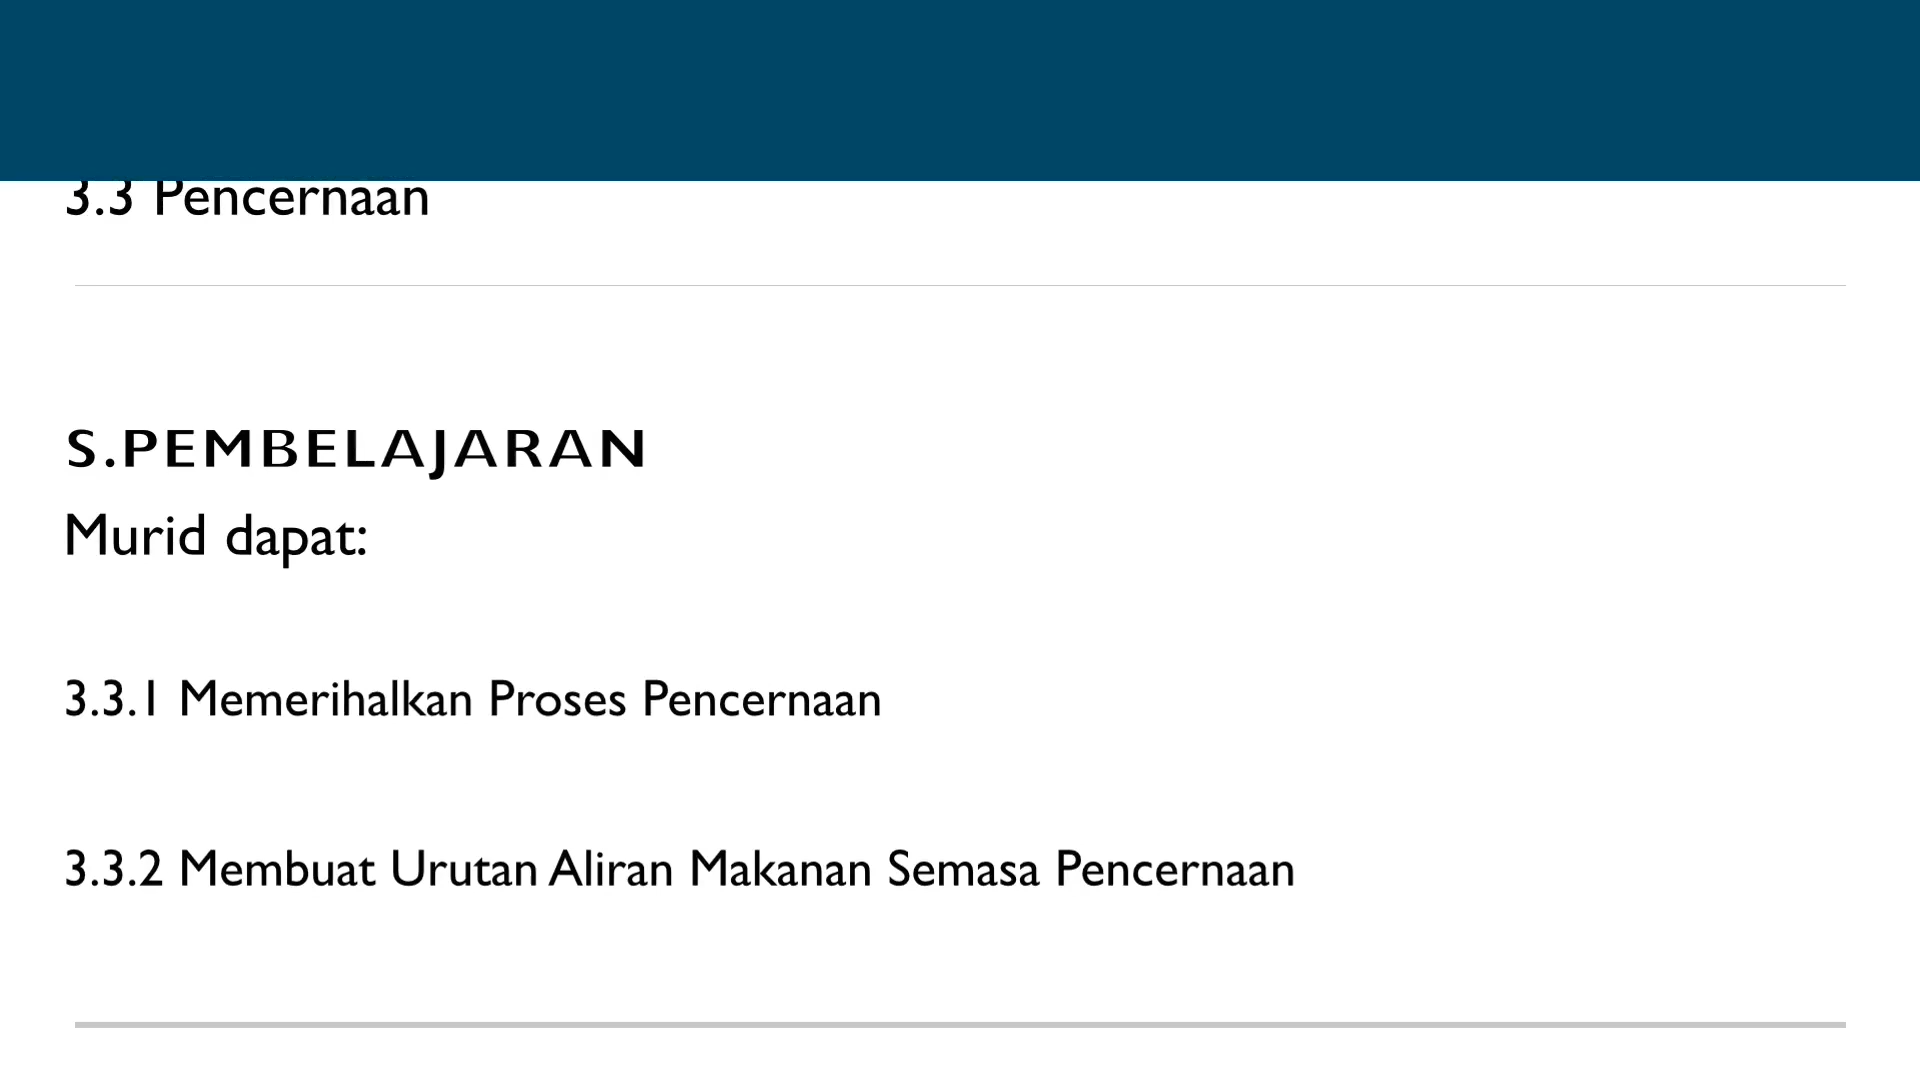 3.3 Pencernaan
S.PEMBELAJARAN
Murid dapat:
3.3.1 Memerihalkan Proses Pencernaan
3.3.2 Membuat Urutan Aliran Makanan Semasa Pencernaan